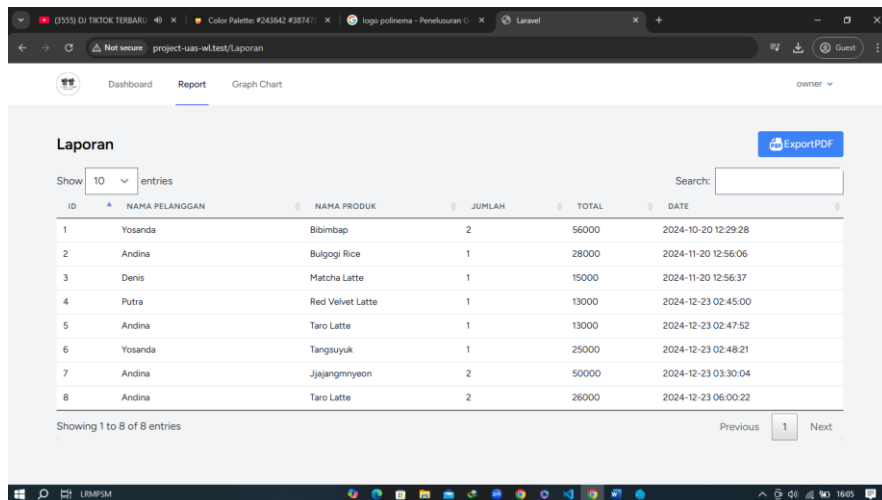 (3555) DJ TIKTOK TERBARU
Color Palette: #243642 #38747
logo polinema - Penelusuran G
Laravel
Not secure project-uas-wl.test/Laporan
Guest
Dashboard Report Graph Chart owner
Laporan
ExportPDF
Show 10 entries Search:
ID NAMA PELANGGAN NAMA PRODUK JUMLAH TOTAL DATE
1 Yosanda Bibimbap 2 56000 2024-10-20 12:29:28
2 Andina Bulgogi Rice 1 28000 2024-11-20 12:56:06
3 Denis Matcha Latte 1 15000 2024-11-20 12:56:37
4 Putra Red Velvet Latte 1 13000 2024-12-23 02:45:00
5 Andina Taro Latte 1 13000 2024-12-23 02:47:52
6 Yosanda Tangsuyuk 1 25000 2024-12-23 02:48:21
7 Andina Jjajangmnyeon 2 50000 2024-12-23 03:30:04
8 Andina Taro Latte 2 26000 2024-12-23 06:00:22
Showing 1 to 8 of 8 entries Previous 1 Next
LRMPSM 16:05